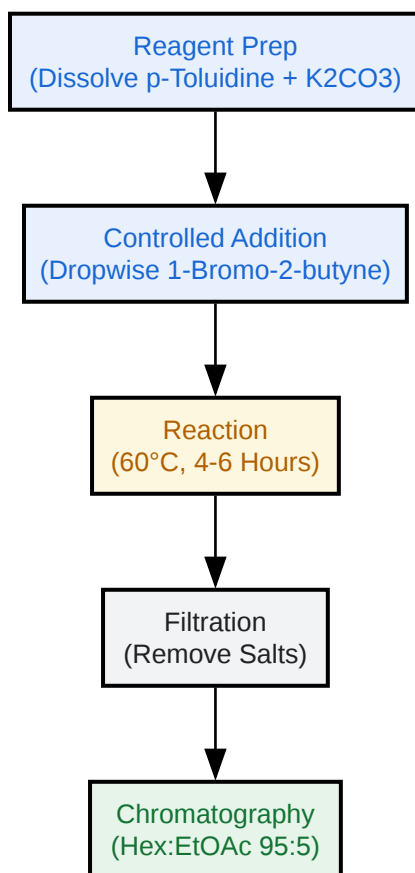 Reagent Prep
(Dissolve p-Toluidine + K2CO3)
Controlled Addition
(Dropwise 1-Bromo-2-butyne)
Reaction
(60°C, 4-6 Hours)
Filtration
(Remove Salts)
Chromatography
(Hex:EtOAc 95:5)